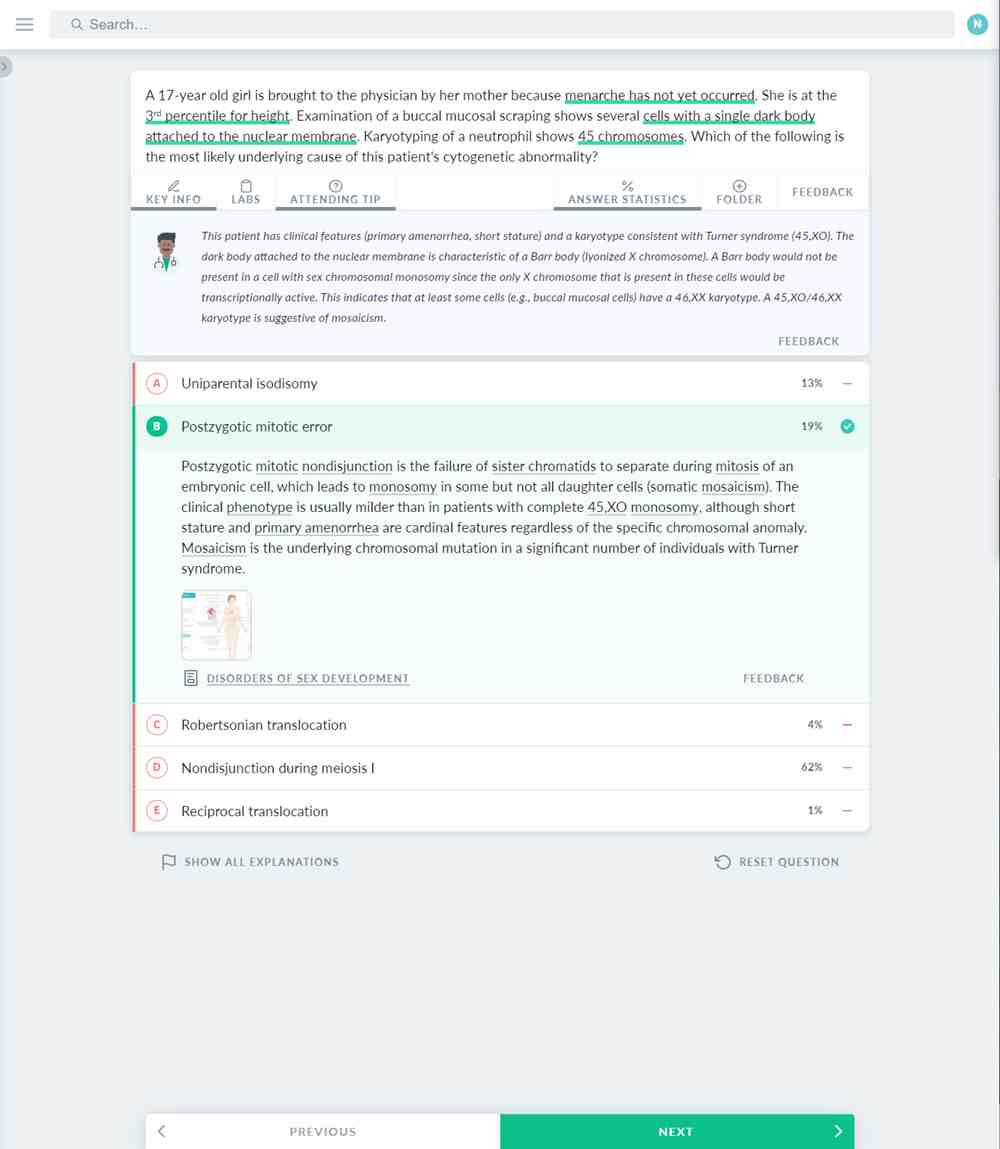 Search...
N
A 17-year old girl is brought to the physician by her mother because menarche has not yet occurred. She is at the
3rd percentile for height. Examination of a buccal mucosal scraping shows several cells with a single dark body
attached to the nuclear membrane. Karyotyping of a neutrophil shows 45 chromosomes. Which of the following is
the most likely underlying cause of this patient's cytogenetic abnormality?
KEY INFO
LABS
ATTENDING TIP
ANSWER STATISTICS
FOLDER
FEEDBACK
This patient has clinical features (primary amenorrhea, short stature) and a karyotype consistent with Turner syndrome (45,XO). The
dark body attached to the nuclear membrane is characteristic of a Barr body (lyonized X chromosome). A Barr body would not be
present in a cell with sex chromosomal monosomy since the only X chromosome that is present in these cells would be
transcriptionally active. This indicates that at least some cells (e.g., buccal mucosal cells) have a 46,XX karyotype. A 45,XO/46,XX
karyotype is suggestive of mosaicism.
FEEDBACK
A Uniparental isodisomy 13%
B Postzygotic mitotic error 19%
Postzygotic mitotic nondisjunction is the failure of sister chromatids to separate during mitosis of an
embryonic cell, which leads to monosomy in some but not all daughter cells (somatic mosaicism). The
clinical phenotype is usually milder than in patients with complete 45,XO monosomy, although short
stature and primary amenorrhea are cardinal features regardless of the specific chromosomal anomaly.
Mosaicism is the underlying chromosomal mutation in a significant number of individuals with Turner
syndrome.
DISORDERS OF SEX DEVELOPMENT
FEEDBACK
C Robertsonian translocation 4%
D Nondisjunction during meiosis I 62%
E Reciprocal translocation 1%
SHOW ALL EXPLANATIONS
RESET QUESTION
PREVIOUS
NEXT